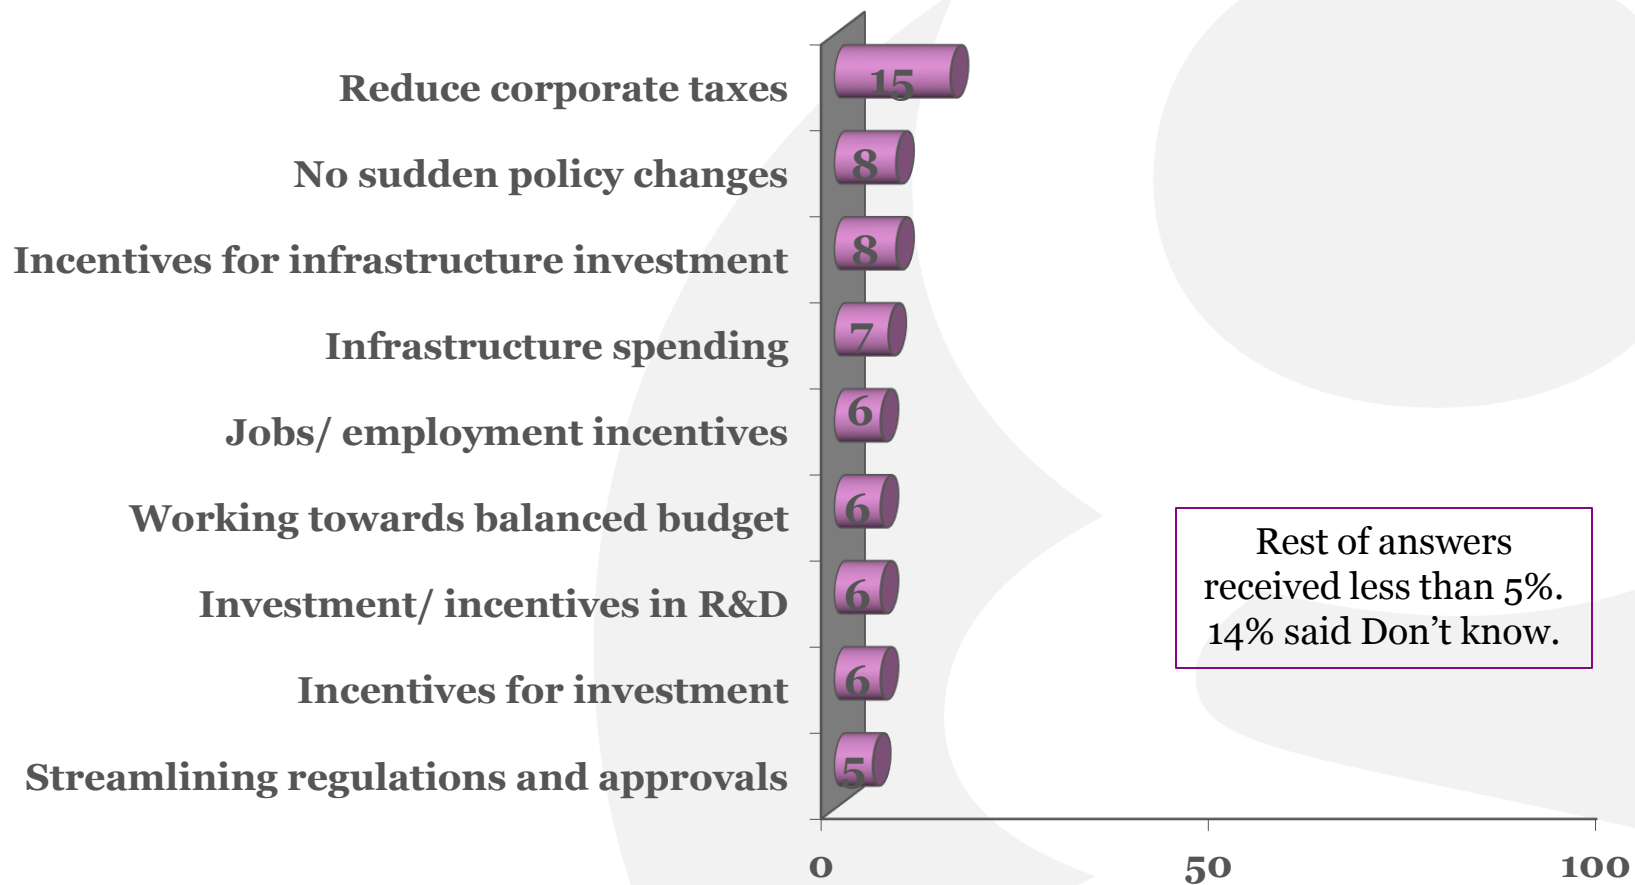 Reduce corporate taxes 15
No sudden policy changes 8
Incentives for infrastructure investment 8
Infrastructure spending 7
Jobs/ employment incentives 6
Working towards balanced budget 6
Investment/ incentives in R&D 6
Incentives for investment 6
Streamlining regulations and approvals 5
Rest of answers
received less than 5%.
14% said Don’t know.
0 50 100